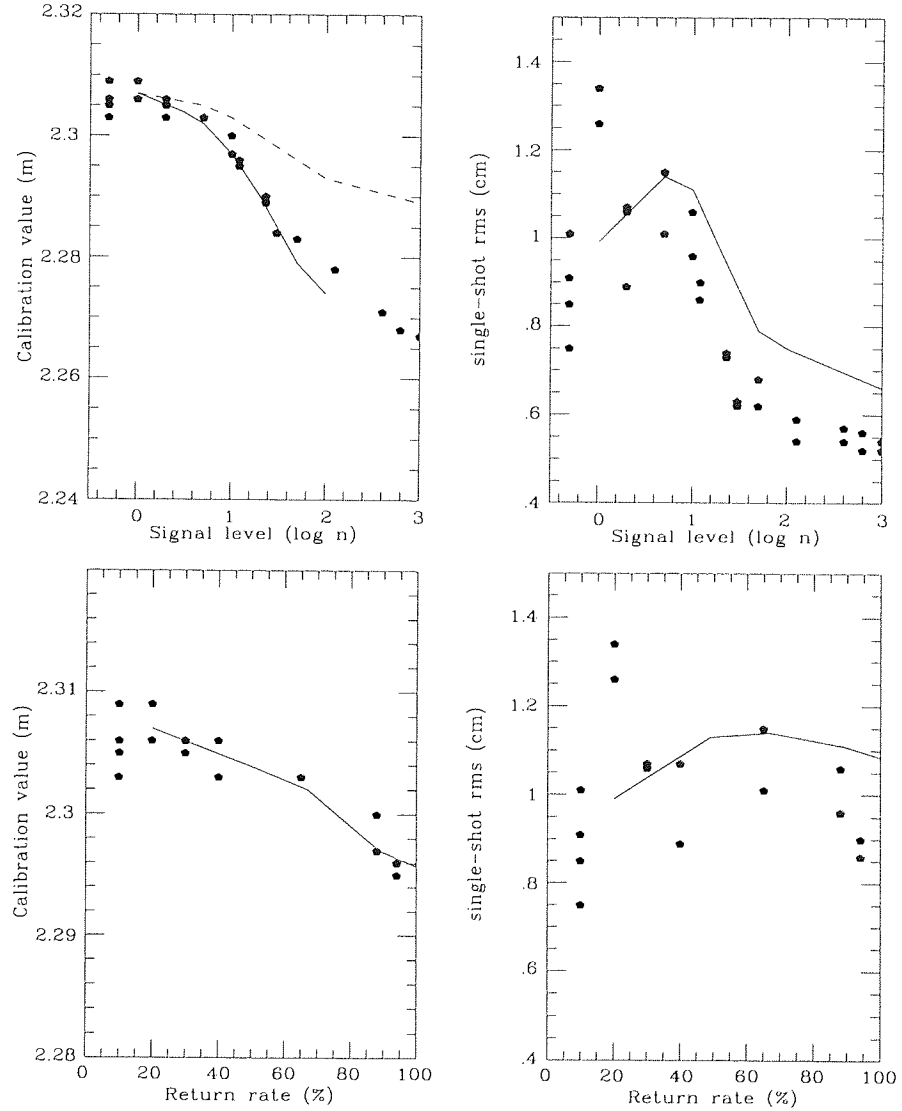 2.32
2.3
2.28
2.26
2.24
Calibration value (m)
0 1 2 3
Signal level (log n)
1.4
1.2
1
.8
.6
.4
single-shot rms (cm)
0 1 2 3
Signal level (log n)
2.31
2.3
2.29
2.28
Calibration value (m)
0 20 40 60 80 100
Return rate (%)
1.4
1.2
1
.8
.6
.4
single-shot rms (cm)
0 20 40 60 80 100
Return rate (%)